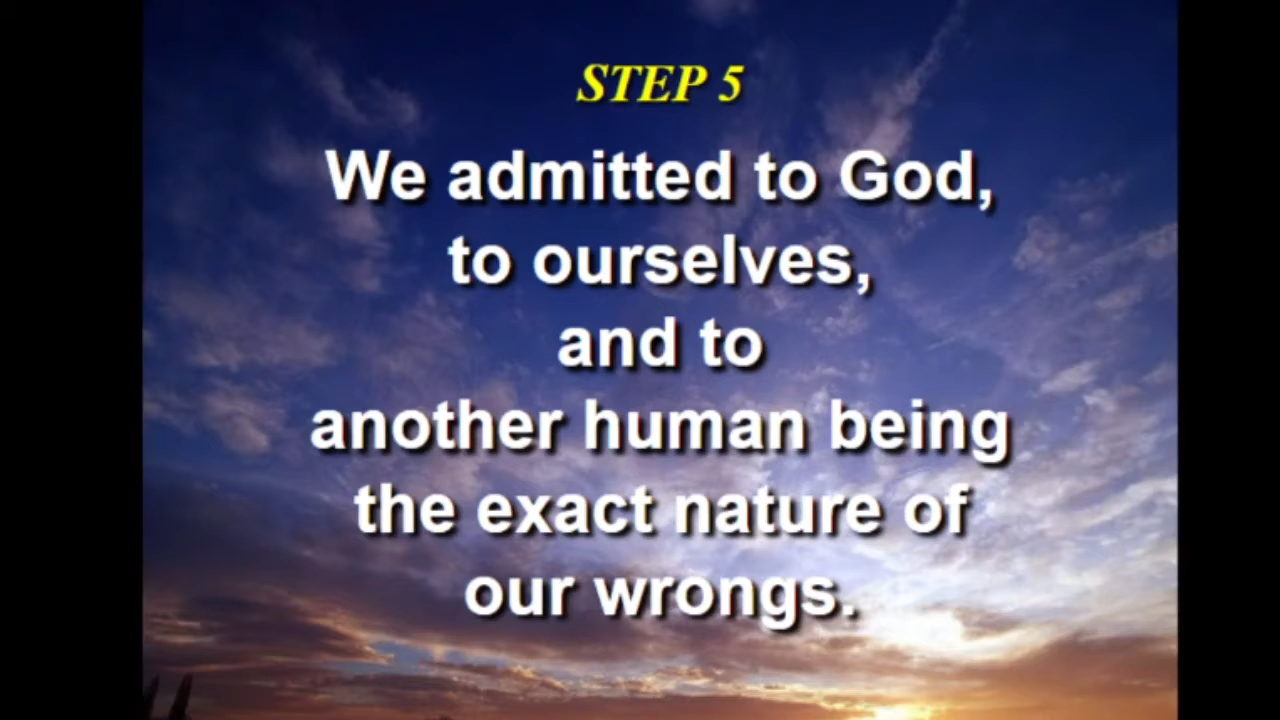 STEP 5
We admitted to God,
to ourselves,
and to
another human being
the exact nature of
our wrongs.